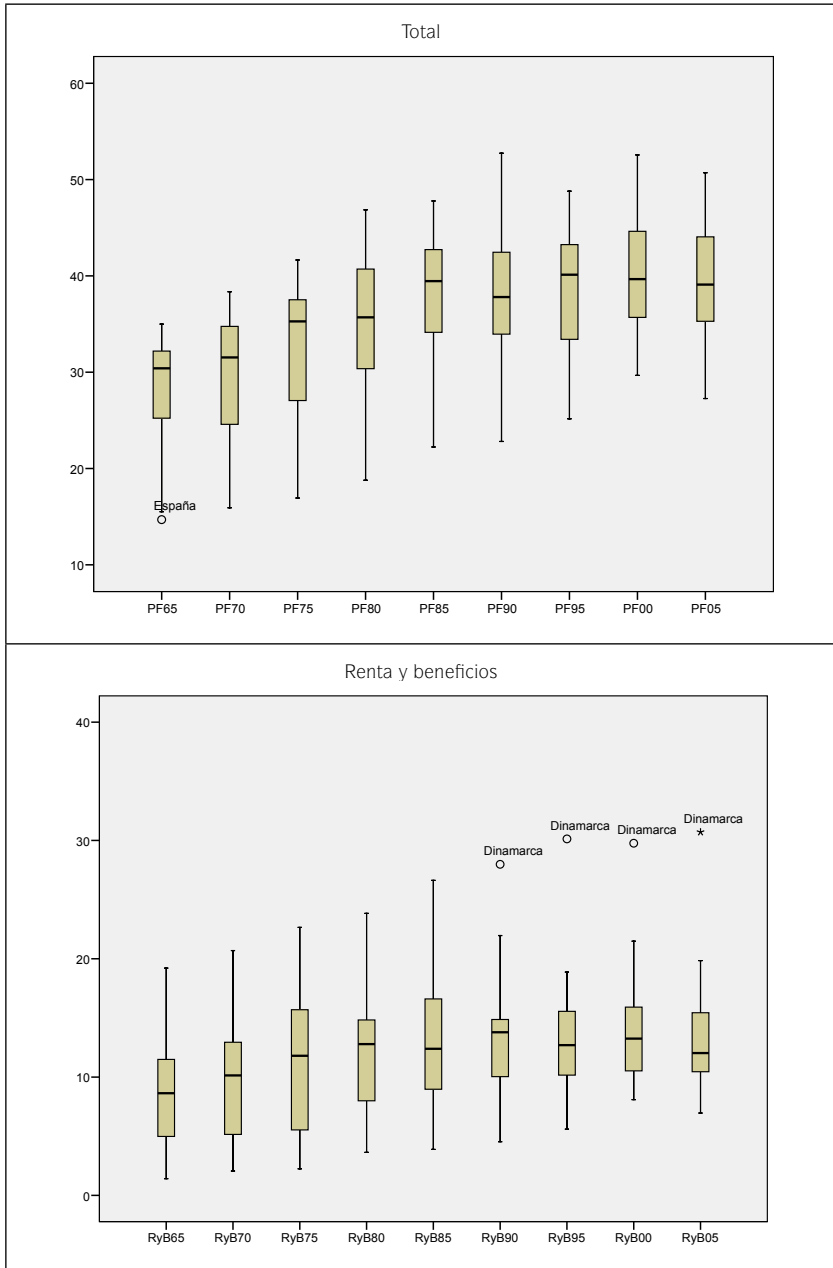 Total
60
50
40
30
20
10
España
PF65 PF70 PF75 PF80 PF85 PF90 PF95 PF00 PF05
Renta y beneficios
40
30
20
10
0
Dinamarca Dinamarca Dinamarca Dinamarca
RyB65 RyB70 RyB75 RyB80 RyB85 RyB90 RyB95 RyB00 RyB05